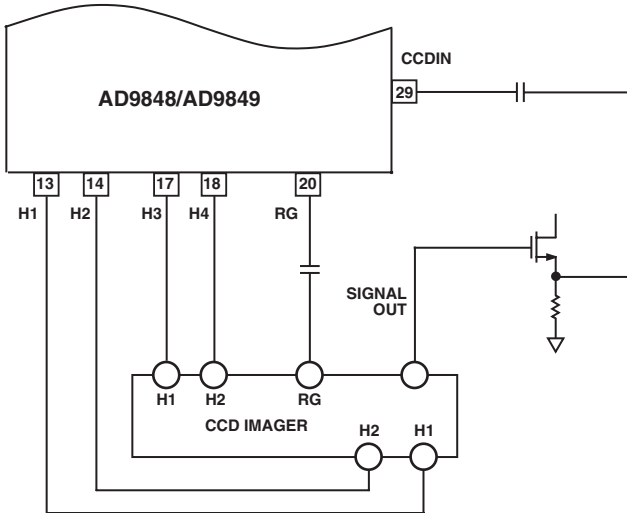 CCDIN
AD9848/AD9849
29
13
14
17
18
20
H1
H2
H3
H4
RG
SIGNAL
OUT
H1
H2
RG
CCD IMAGER
H2
H1